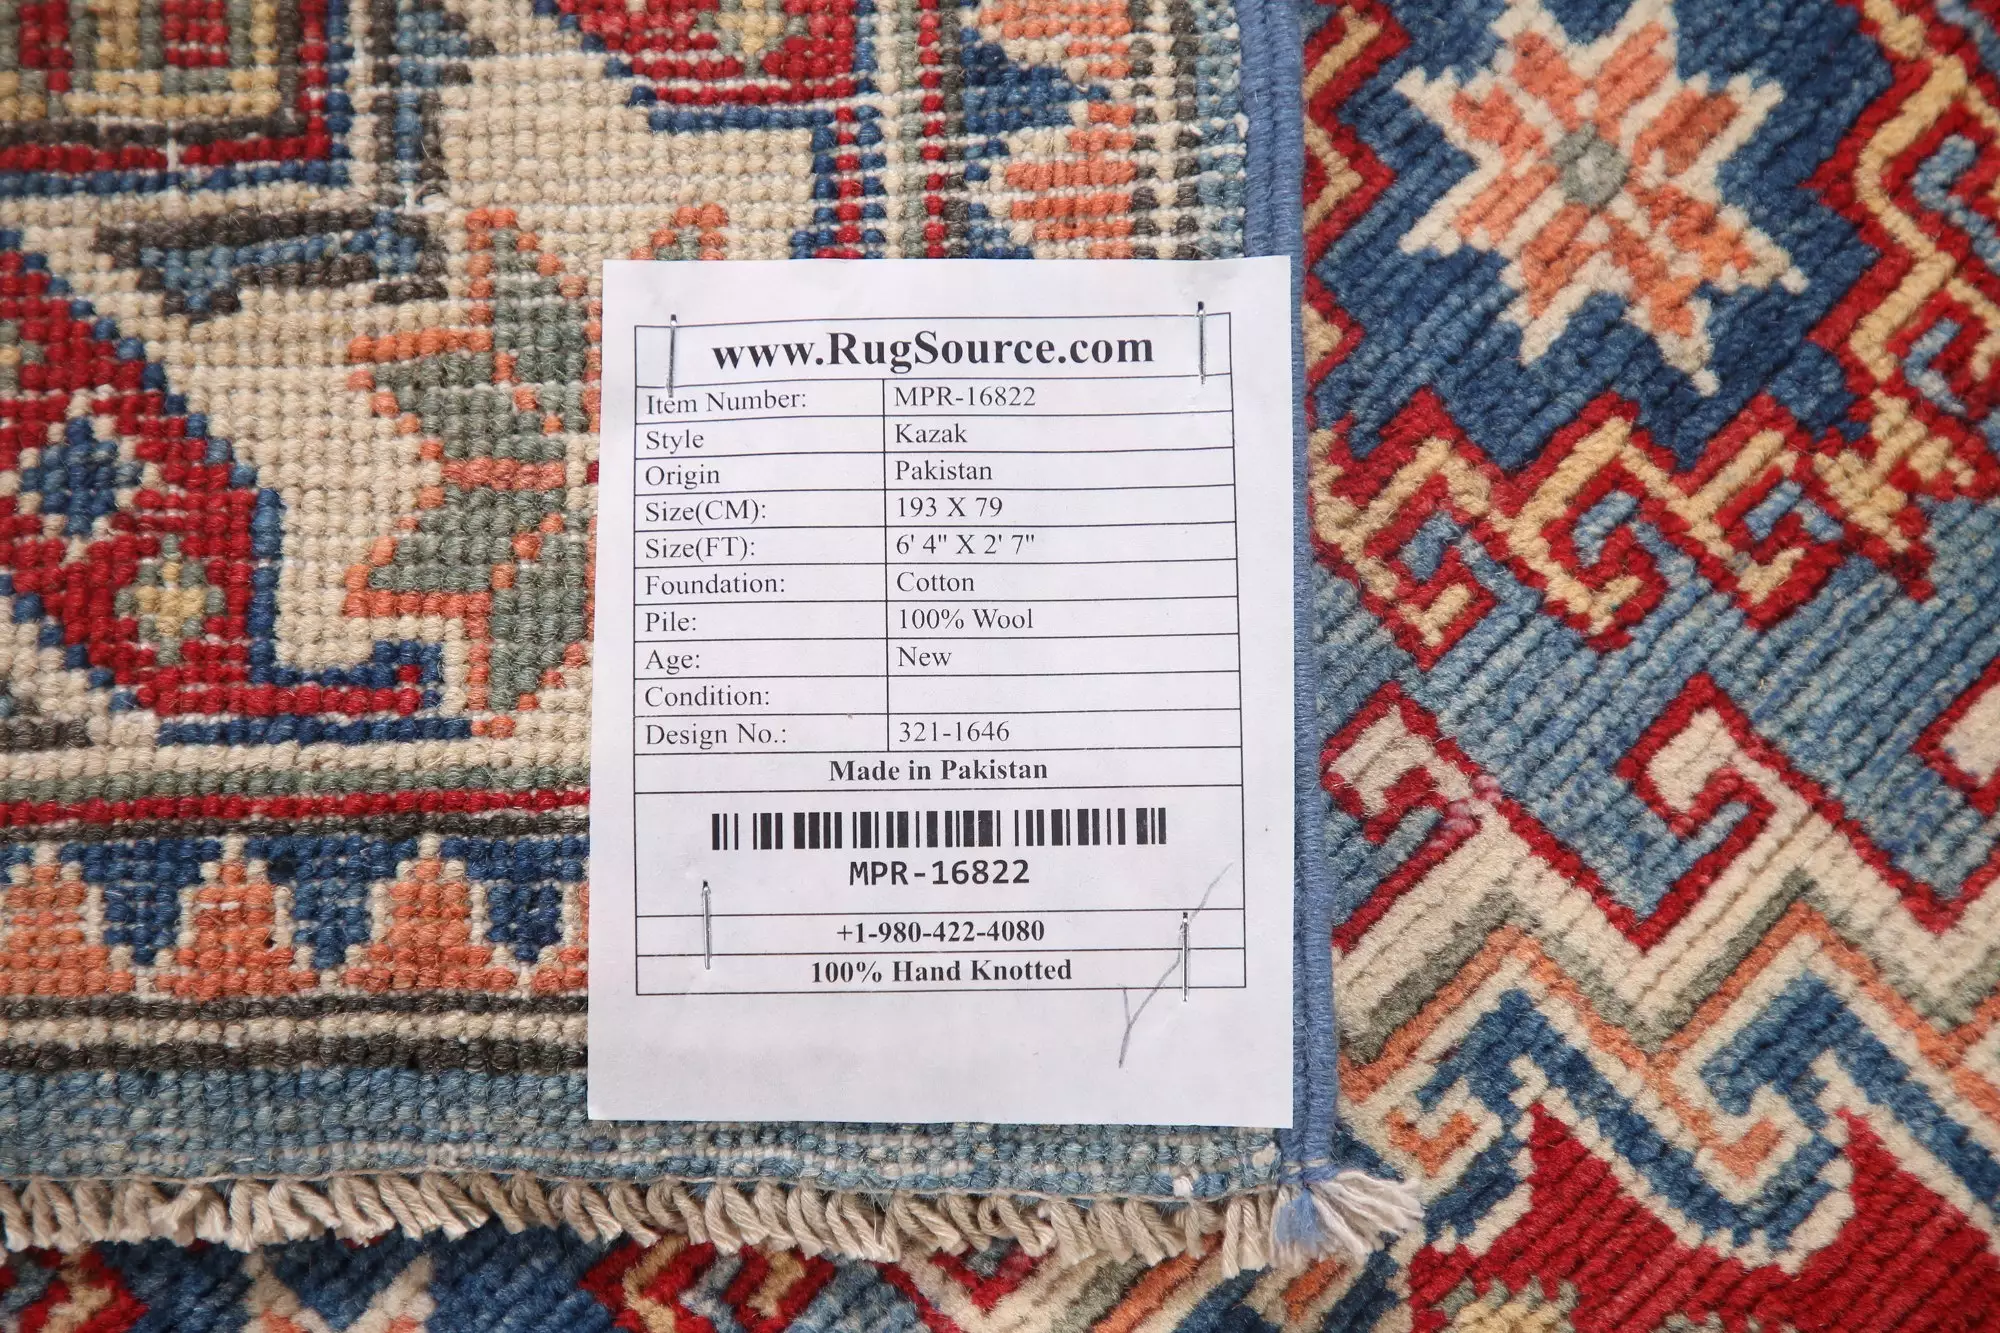 www.RugSource.com
Item Number: MPR-16822
Style Kazak
Origin Pakistan
Size(CM): 193 X 79
Size(FT): 6' 4" X 2' 7"
Foundation: Cotton
Pile: 100% Wool
Age: New
Condition:
Design No.: 321-1646
Made in Pakistan
MPR-16822
+1-980-422-4080
100% Hand Knotted